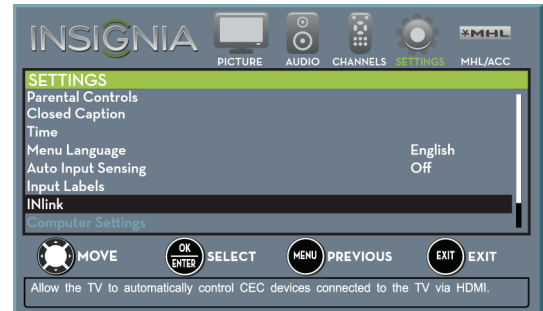 INSIGNIA
PICTURE AUDIO CHANNELS SETTINGS MHL/ACC
MHL
SETTINGS
Parental Controls
Closed Caption
Time
Menu Language English
Auto Input Sensing Off
Input Labels
INlink
Computer Settings
MOVE OK ENTER SELECT MENU PREVIOUS EXIT EXIT
Allow the TV to automatically control CEC devices connected to the TV via HDMI.